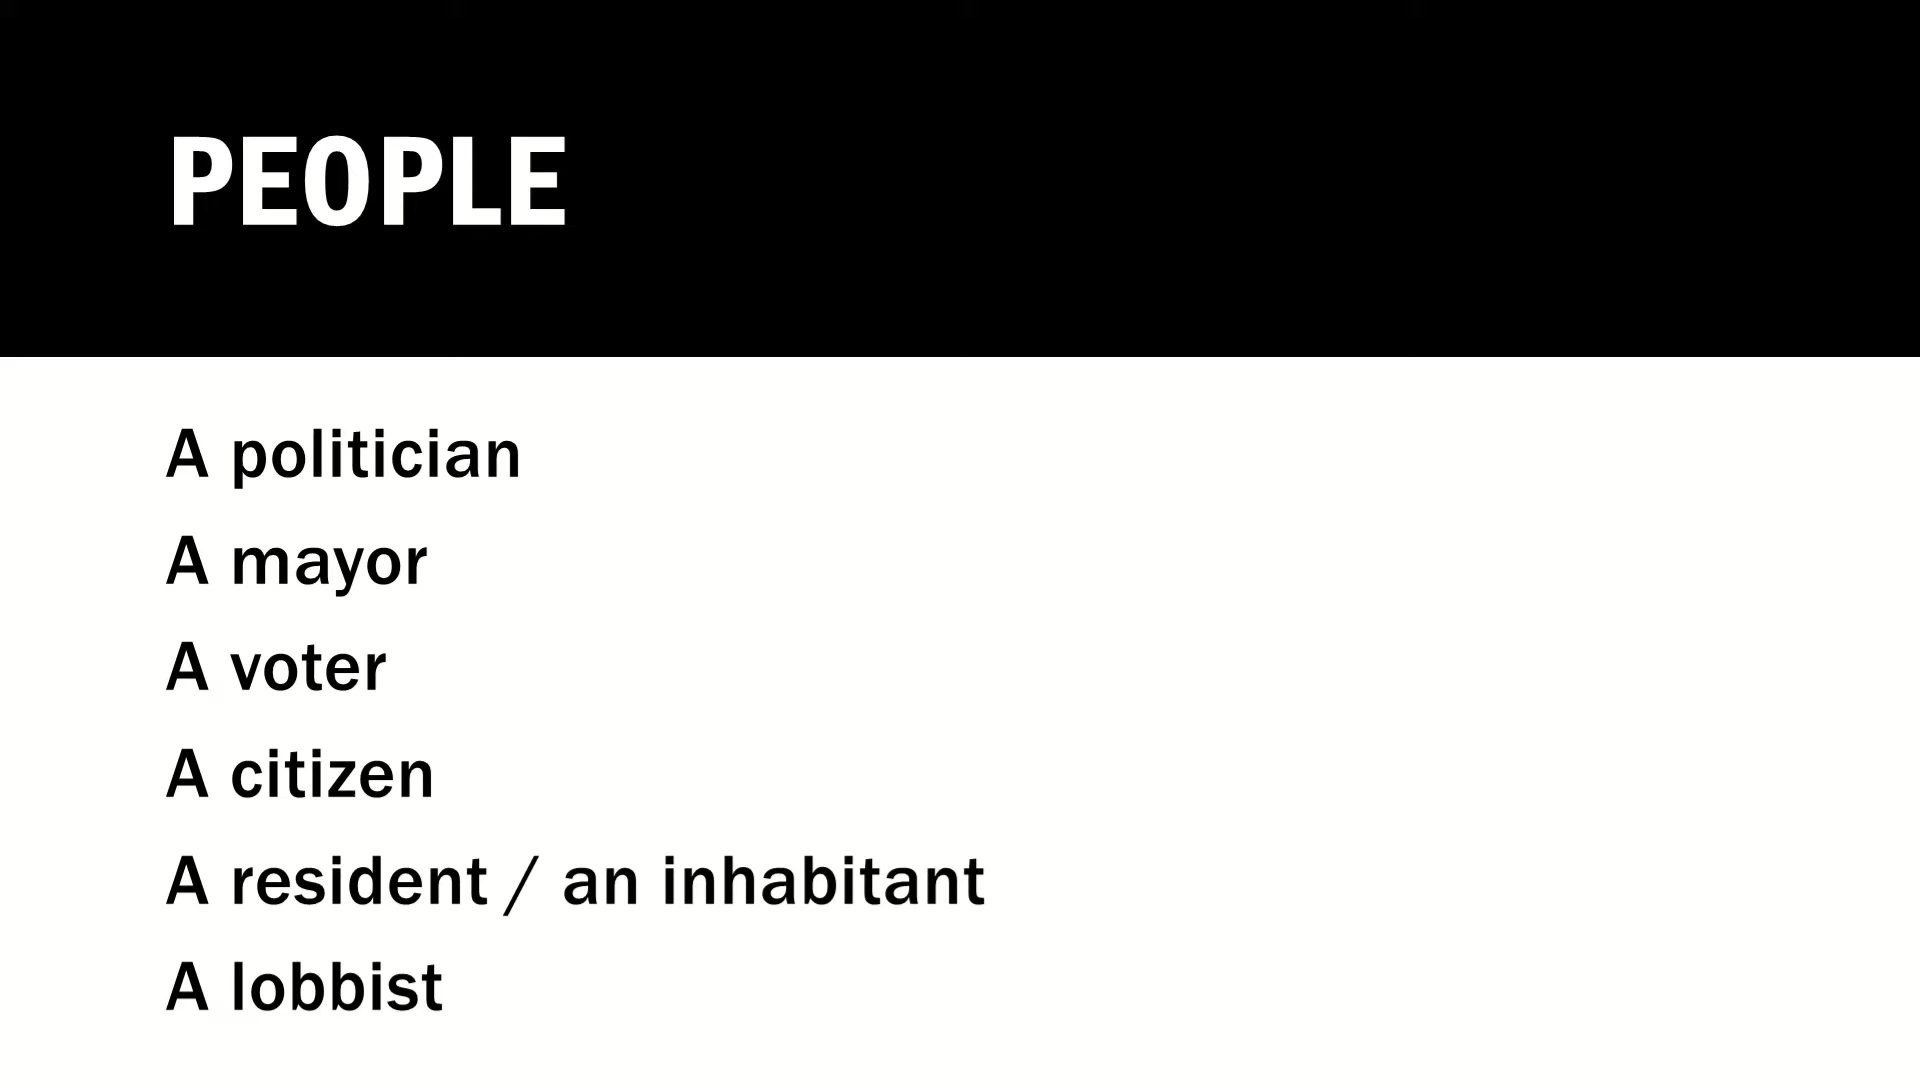 PEOPLE
A politician
A mayor
A voter
A citizen
A resident / an inhabitant
A lobbist